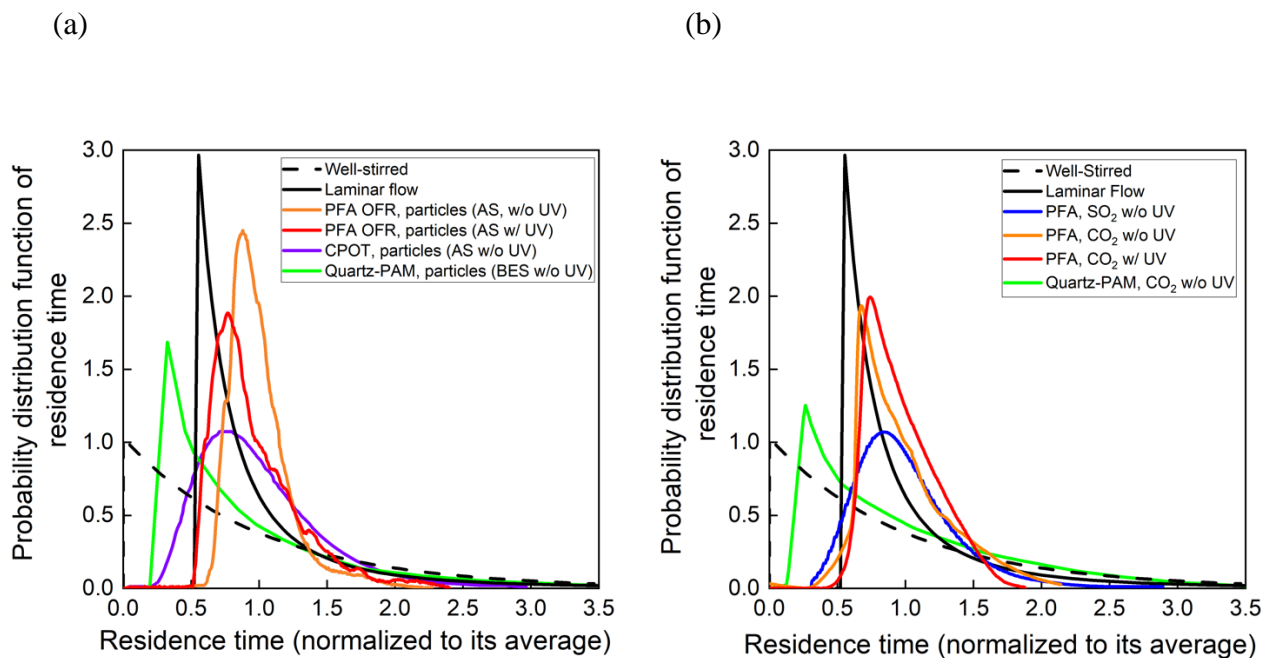 (a)
Probability distribution function of
residence time
3.0
2.5
2.0
1.5
1.0
0.5
0.0
Well-stirred
Laminar flow
PFA OFR, particles (AS, w/o UV)
PFA OFR, particles (AS w/ UV)
CPOT, particles (AS w/o UV)
Quartz-PAM, particles (BES w/o UV)
0.0 0.5 1.0 1.5 2.0 2.5 3.0 3.5
Residence time (normalized to its average)
(b)
Probability distribution function of
residence time
3.0
2.5
2.0
1.5
1.0
0.5
0.0
Well-Stirred
Laminar Flow
PFA, SO₂ w/o UV
PFA, CO₂ w/o UV
PFA, CO₂ w/ UV
Quartz-PAM, CO₂ w/o UV
0.0 0.5 1.0 1.5 2.0 2.5 3.0 3.5
Residence time (normalized to its average)